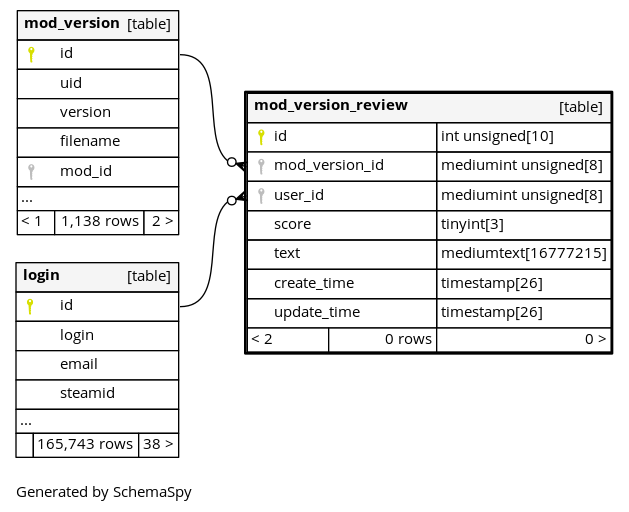 mod_version [table]
id
uid
version
filename
mod_id
...
< 1 1,138 rows 2 >
login [table]
id
login
email
steamid
...
165,743 rows 38 >
mod_version_review [table]
id int unsigned[10]
mod_version_id mediumint unsigned[8]
user_id mediumint unsigned[8]
score tinyint[3]
text mediumtext[16777215]
create_time timestamp[26]
update_time timestamp[26]
< 2 0 rows 0 >
Generated by SchemaSpy